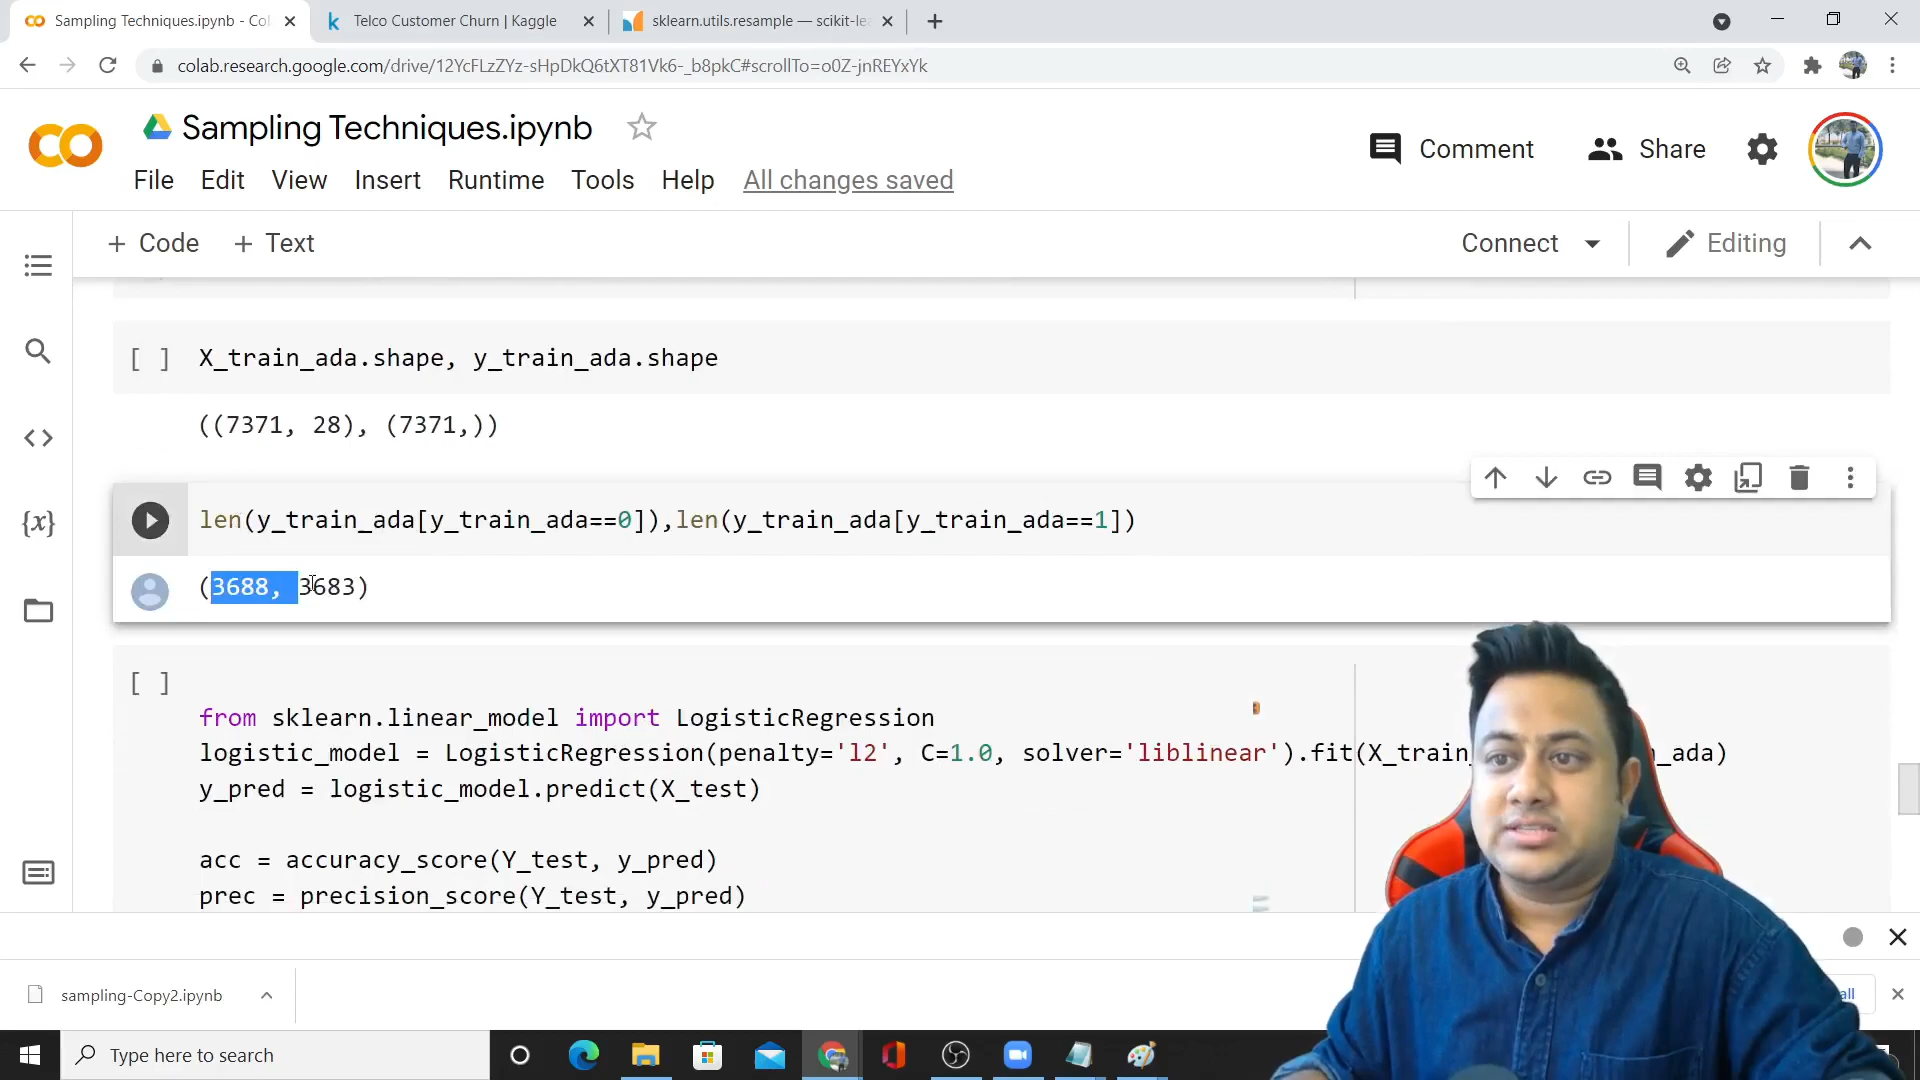 Sampling Techniques.ipynb - Col
Telco Customer Churn | Kaggle
sklearn.utils.resample — scikit-le
colab.research.google.com/drive/12YcFLzZYz-sHpDkQ6tXT81Vk6-_b8pkC#scrollTo=o0Z-jnREYxYk
Sampling Techniques.ipynb
Comment
Share
File Edit View Insert Runtime Tools Help All changes saved
+ Code + Text
Connect
Editing
[ ] X_train_ada.shape, y_train_ada.shape
((7371, 28), (7371,))
len(y_train_ada[y_train_ada==0]),len(y_train_ada[y_train_ada==1])
(3688, 3683)
[ ]
from sklearn.linear_model import LogisticRegression
logistic_model = LogisticRegression(penalty='l2', C=1.0, solver='liblinear').fit(X_train _ada)
y_pred = logistic_model.predict(X_test)
acc = accuracy_score(Y_test, y_pred)
prec = precision_score(Y_test, y_pred)
{x}
sampling-Copy2.ipynb
all
Type here to search